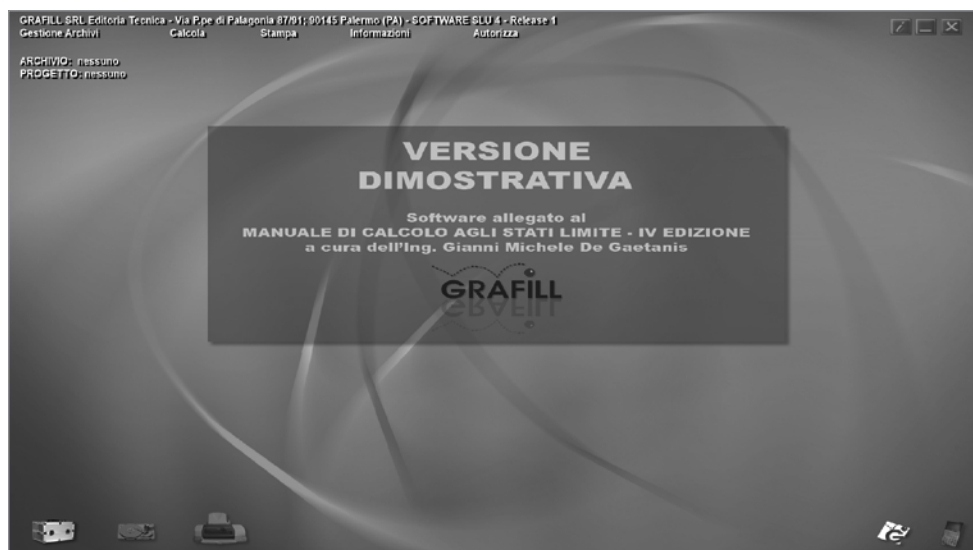 GRAFILL SRL Editoria Tecnica - Via P.pe di Palagonia 87/91; 90145 Palermo (PA) - SOFTWARE SLU 4 - Release 1
Gestione Archivi Calcola Stampa Informazioni Autorizza
ARCHIVIO: nessuno
PROGETTO: nessuno
VERSIONE
DIMOSTRATIVA
Software allegato al
MANUALE DI CALCOLO AGLI STATI LIMITE - IV EDIZIONE
a cura dell'Ing. Gianni Michele De Gaetanis
GRAFILL